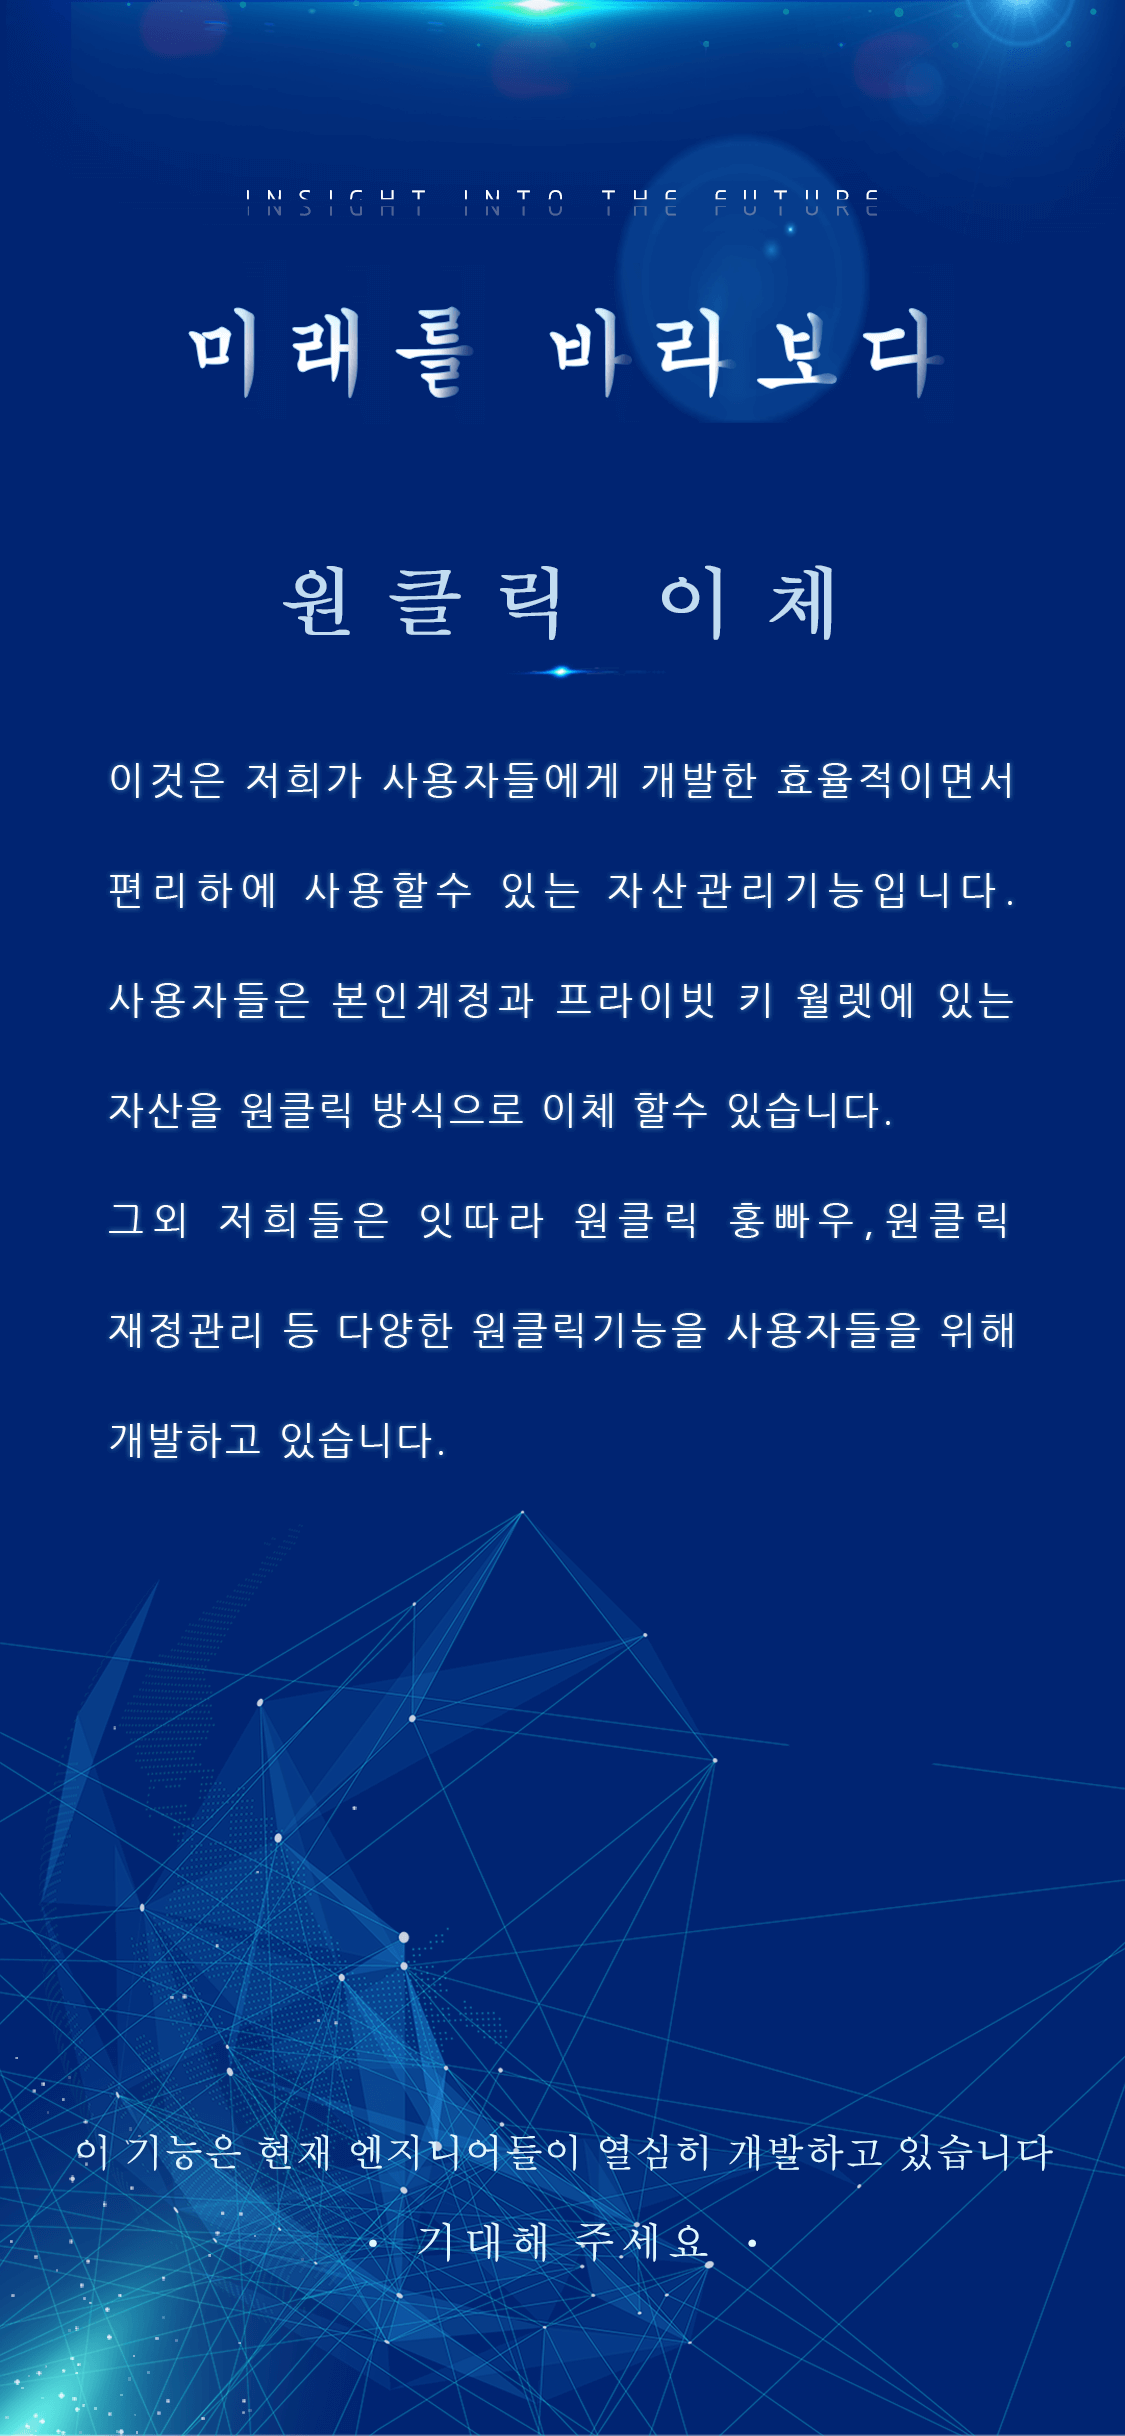 INSIGHT INTO THE FUTURE
미래를 바리보다
원클릭 이체
이것은 저희가 사용자들에게 개발한 효율적이면서
편리하에 사용할수 있는 자산관리기능입니다.
사용자들은 본인계정과 프라이빗 키 월렛에 있는
자산을 원클릭 방식으로 이체 할수 있습니다.
그외 저희들은 잇따라 원클릭 훙빠우,원클릭
재정관리 등 다양한 원클릭기능을 사용자들을 위해
개발하고 있습니다.
이 기능은 현재 엔지니어들이 열심히 개발하고 있습니다
· 기대해 주세요 ·